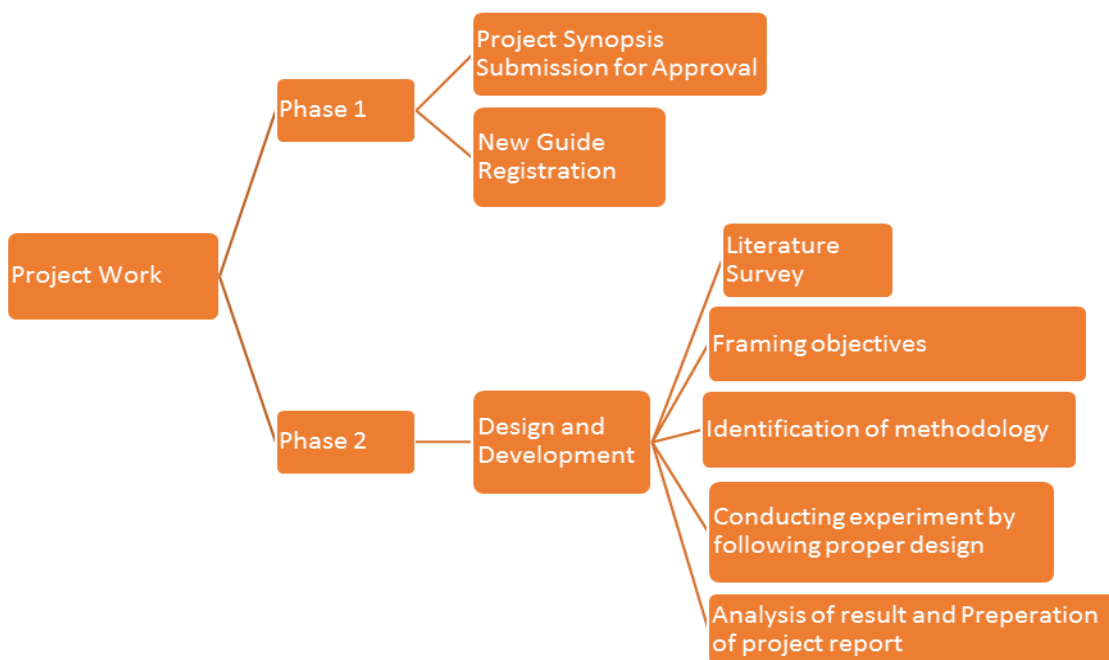 Project Work
Phase 1
Project Synopsis
Submission for Approval
New Guide
Registration
Phase 2
Design and
Development
Literature
Survey
Framing objectives
Identification of methodology
Conducting experiment by
following proper design
Analysis of result and Preperation
of project report